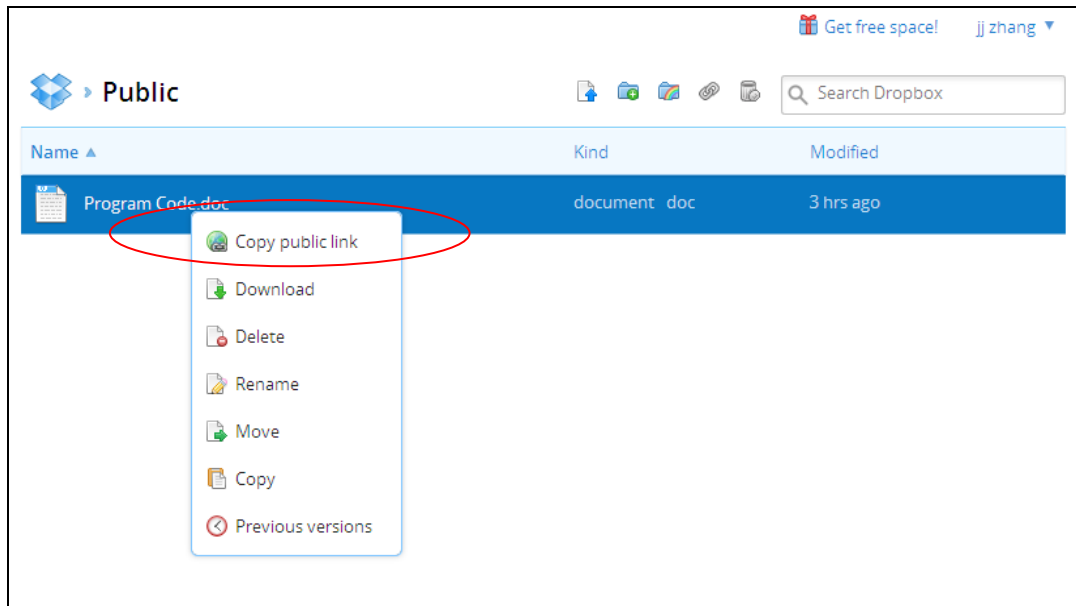 Get free space! jj zhang
Public
Search Dropbox
Name Kind Modified
Program Code.doc document doc 3 hrs ago
Copy public link
Download
Delete
Rename
Move
Copy
Previous versions